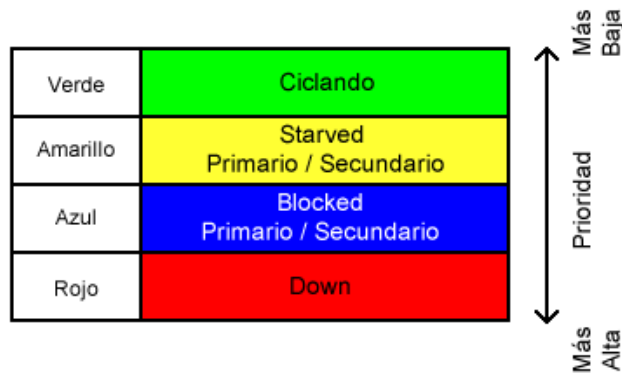 Más
Baja
Verde
Ciclando
Amarillo
Starved
Primario / Secundario
Prioridad
Azul
Blocked
Primario / Secundario
Rojo
Down
Más
Alta